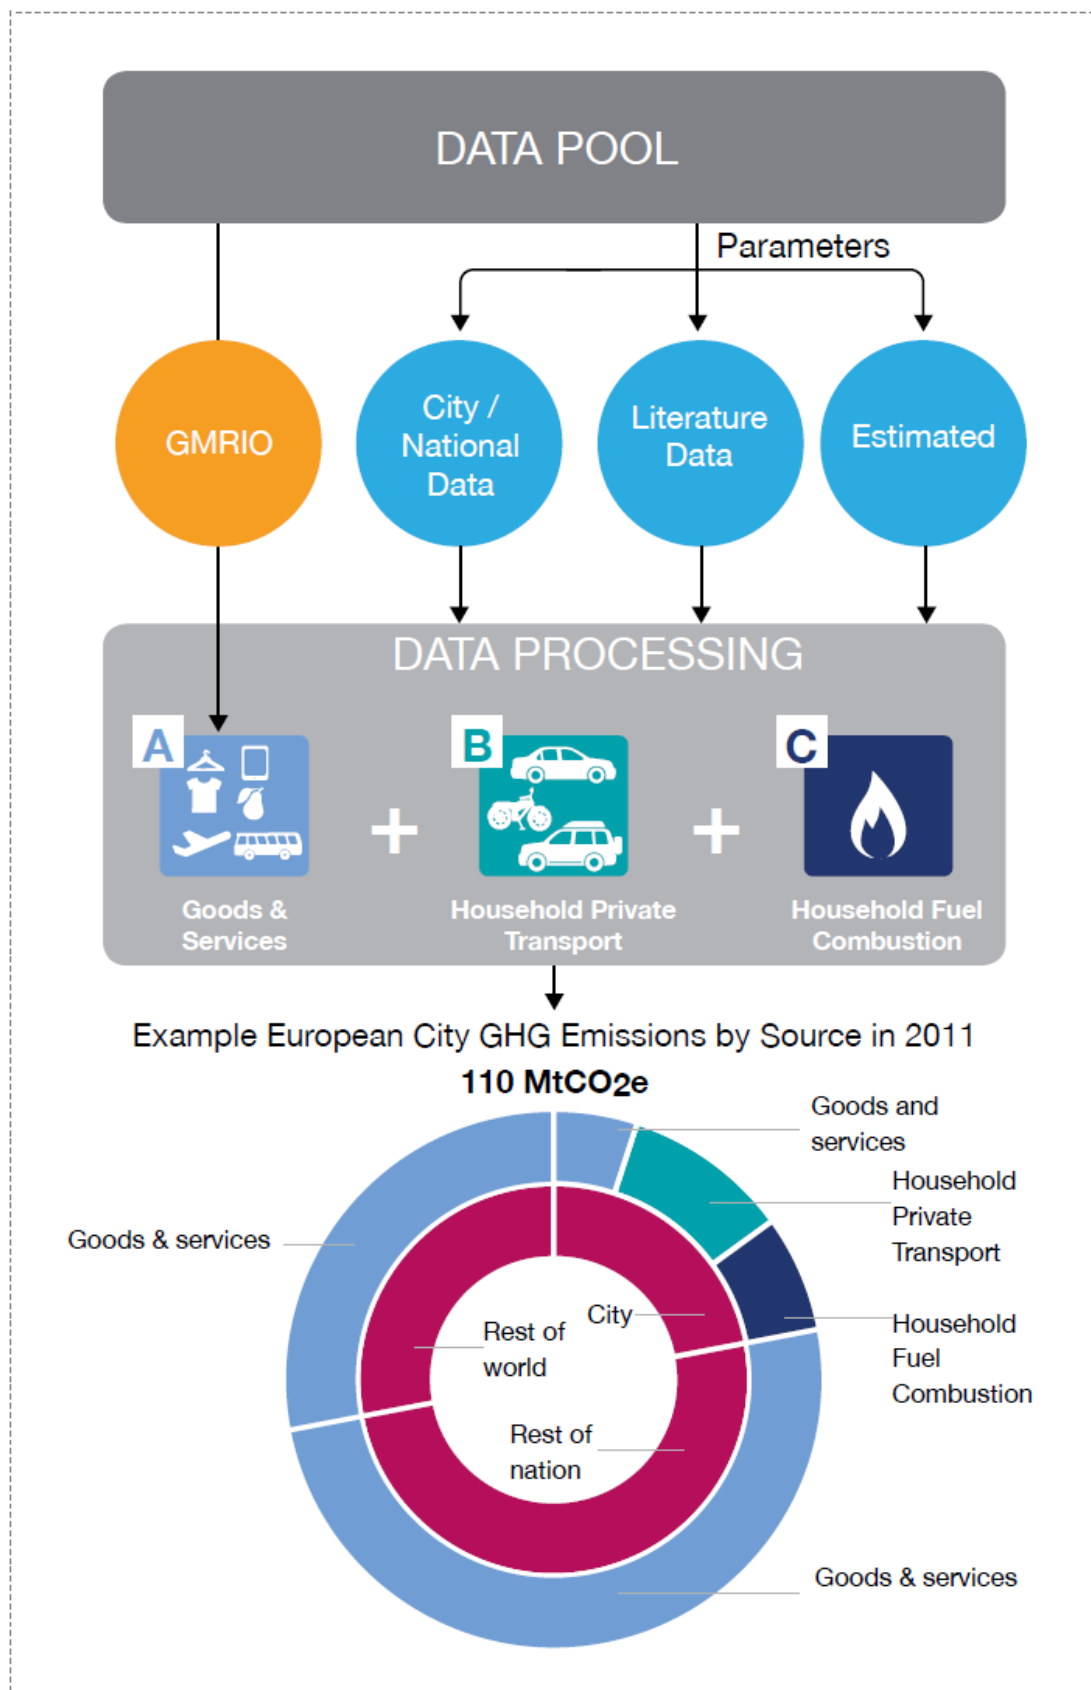 DATA POOL
Parameters
GMRIO
City /
National
Data
Literature
Data
Estimated
DATA PROCESSING
A
B
C
Goods &
Services
Household Private
Transport
Household Fuel
Combustion
Example European City GHG Emissions by Source in 2011
110 MtCO2e
Goods and
services
Household
Private
Transport
Goods & services
City
Rest of
world
Household
Fuel
Combustion
Rest of
nation
Goods & services